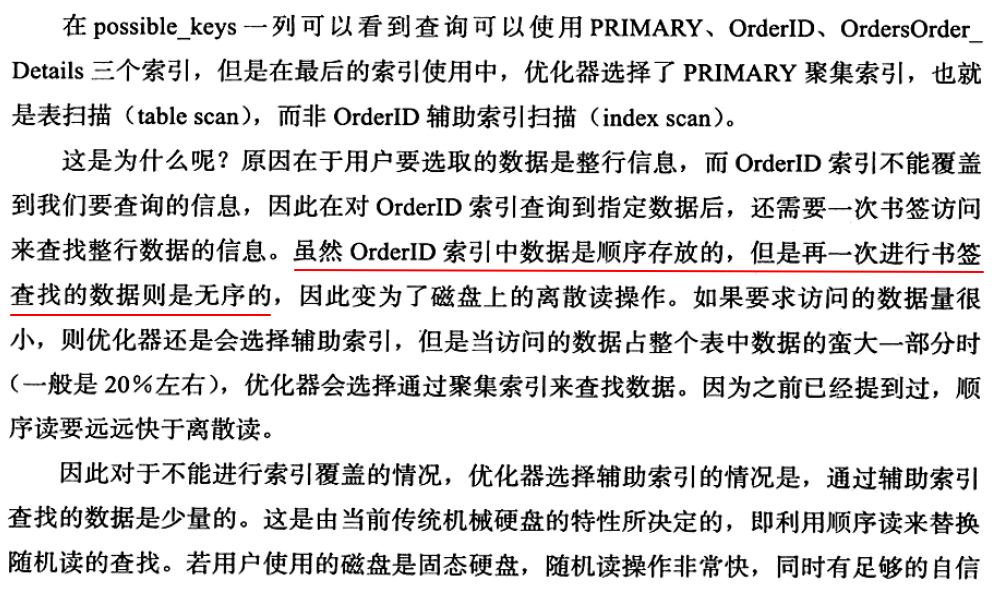 在 possible_keys 一列可以看到查询可以使用 PRIMARY、OrderID、OrdersOrder_
Details 三个索引，但是在最后的索引使用中，优化器选择了 PRIMARY 聚集索引，也就
是表扫描（table scan），而非 OrderID 辅助索引扫描（index scan）。
这是为什么呢？原因在于用户要选取的数据是整行信息，而 OrderID 索引不能覆盖
到我们要查询的信息，因此在对 OrderID 索引查询到指定数据后，还需要一次书签访问
来查找整行数据的信息。虽然 OrderID 索引中数据是顺序存放的，但是再一次进行书签
查找的数据则是无序的，因此变为了磁盘上的离散读操作。如果要求访问的数据量很
小，则优化器还是会选择辅助索引，但是当访问的数据占整个表中数据的蛮大一部分时
（一般是 20%左右），优化器会选择通过聚集索引来查找数据。因为之前已经提到过，顺
序读要远远快于离散读。
因此对于不能进行索引覆盖的情况，优化器选择辅助索引的情况是，通过辅助索引
查找的数据是少量的。这是由当前传统机械硬盘的特性所决定的，即利用顺序读来替换
随机读的查找。若用户使用的磁盘是固态硬盘，随机读操作非常快，同时有足够的自信